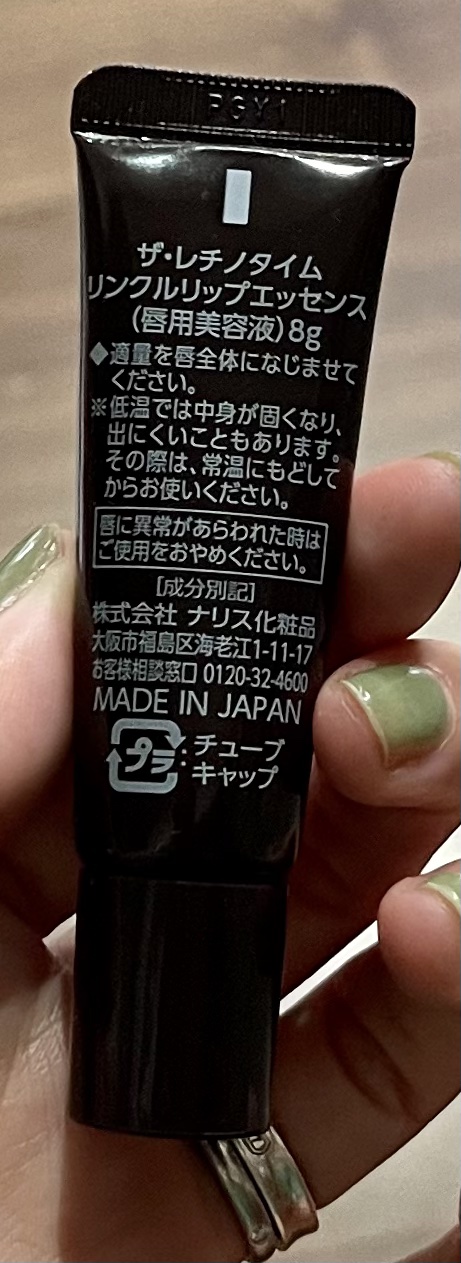 PGY1
ザ・レチノタイム
リンクルリップエッセンス
(唇用美容液)8g
◆適量を唇全体になじませて
ください。
※低温では中身が固くなり、
出にくいこともあります。
その際は、常温にもどして
からお使いください。
唇に異常があらわれた時は
ご使用をおやめください。
[成分別記]
株式会社 ナリス化粧品
大阪市福島区海老江1-11-17
お客様相談窓口 0120-32-4600
MADE IN JAPAN
プラ:チューブ
キャップ